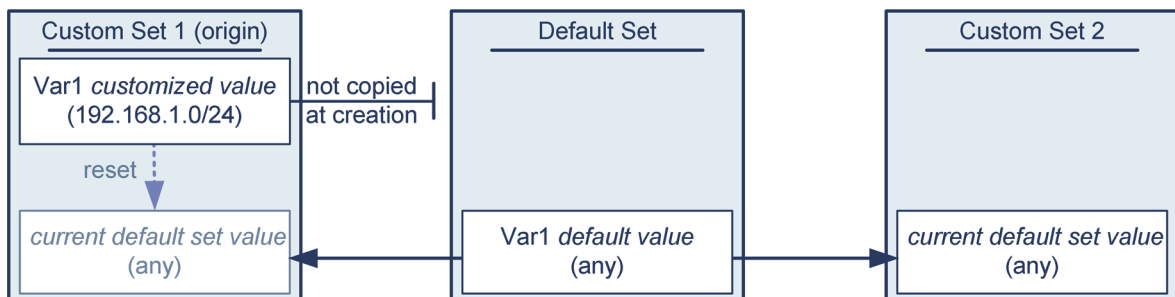 Custom Set 1 (origin)
Default Set
Custom Set 2
Var1 customized value
(192.168.1.0/24)
not copied
at creation
reset
current default set value
(any)
Var1 default value
(any)
current default set value
(any)